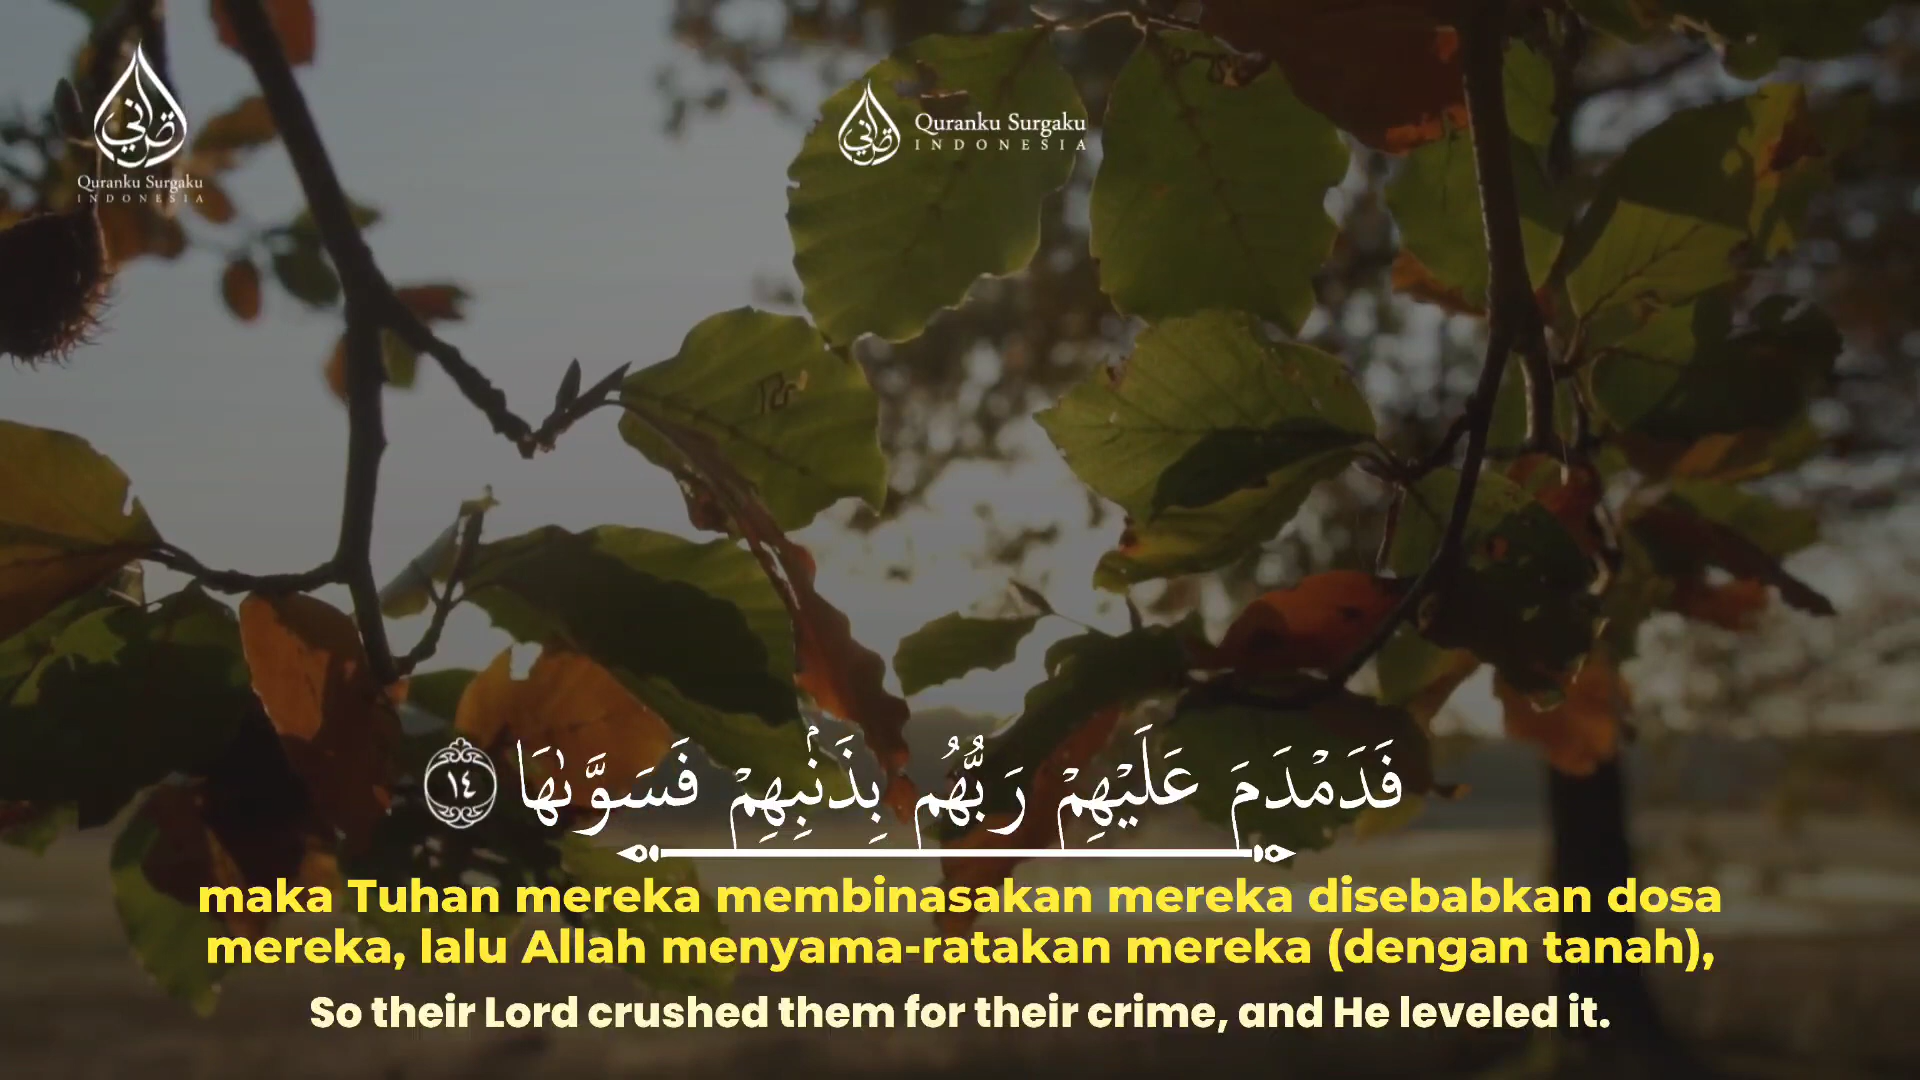 Quranku Surgaku
INDONESIA
Quranku Surgaku
INDONESIA
فَدَمْدَمَ عَلَيْهِمْ رَبُّهُم بِذَنۢبِهِمْ فَسَوَّىٰهَا ١٤
maka Tuhan mereka membinasakan mereka disebabkan dosa
mereka, lalu Allah menyama-ratakan mereka (dengan tanah),
So their Lord crushed them for their crime, and He leveled it.